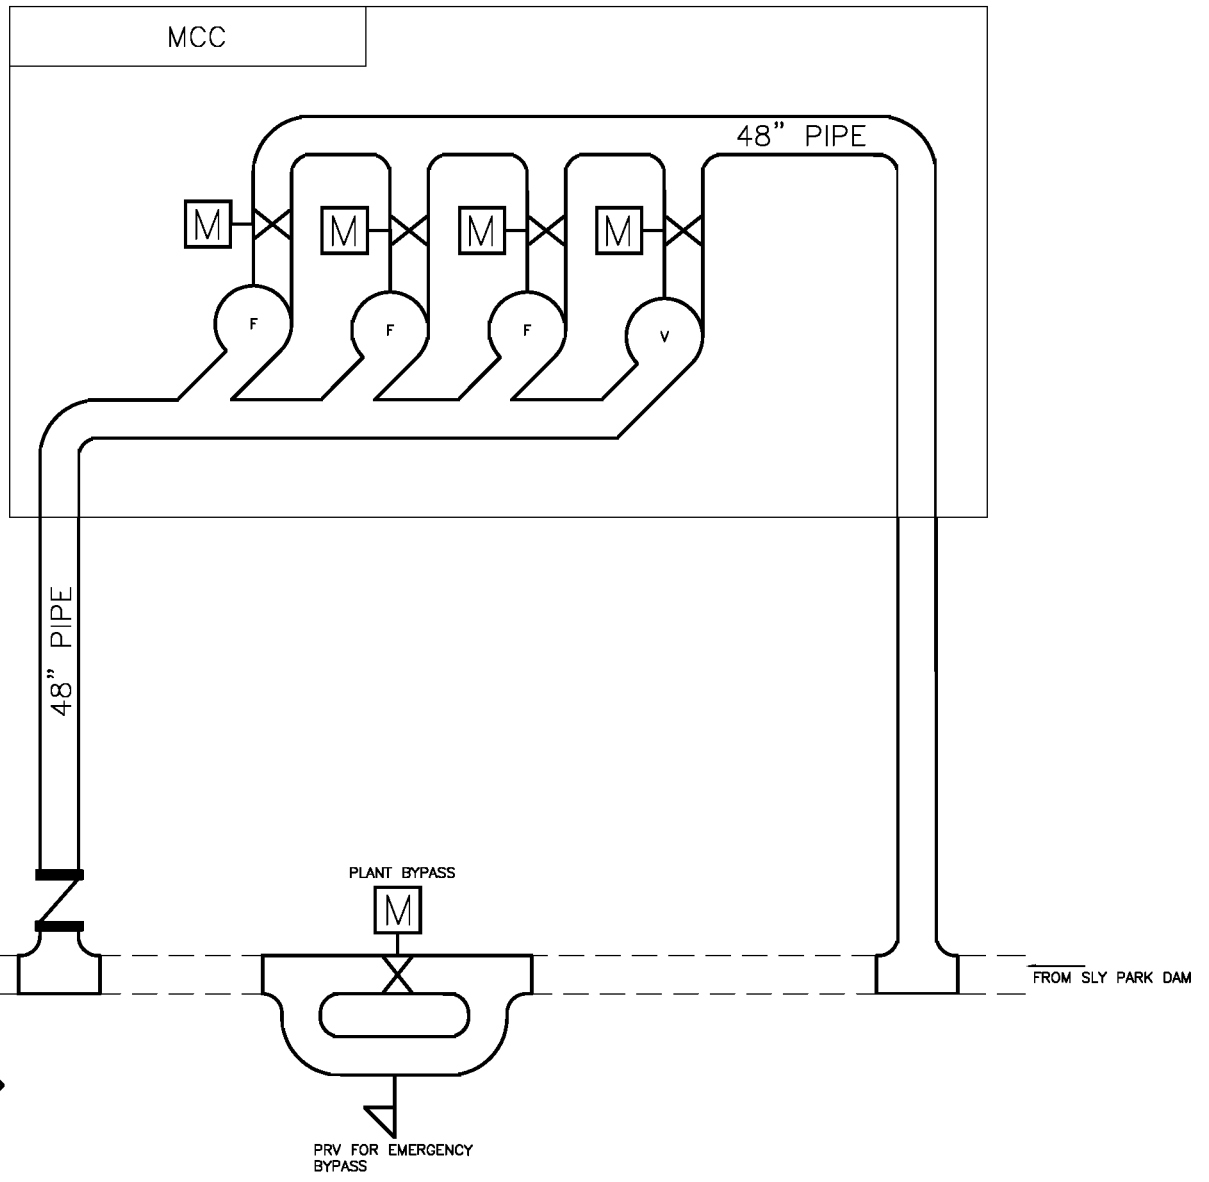 MCC
48” PIPE
M
M
M
M
F
F
F
V
48” PIPE
PLANT BYPASS
M
FROM SLY PARK DAM
PRV FOR EMERGENCY
BYPASS